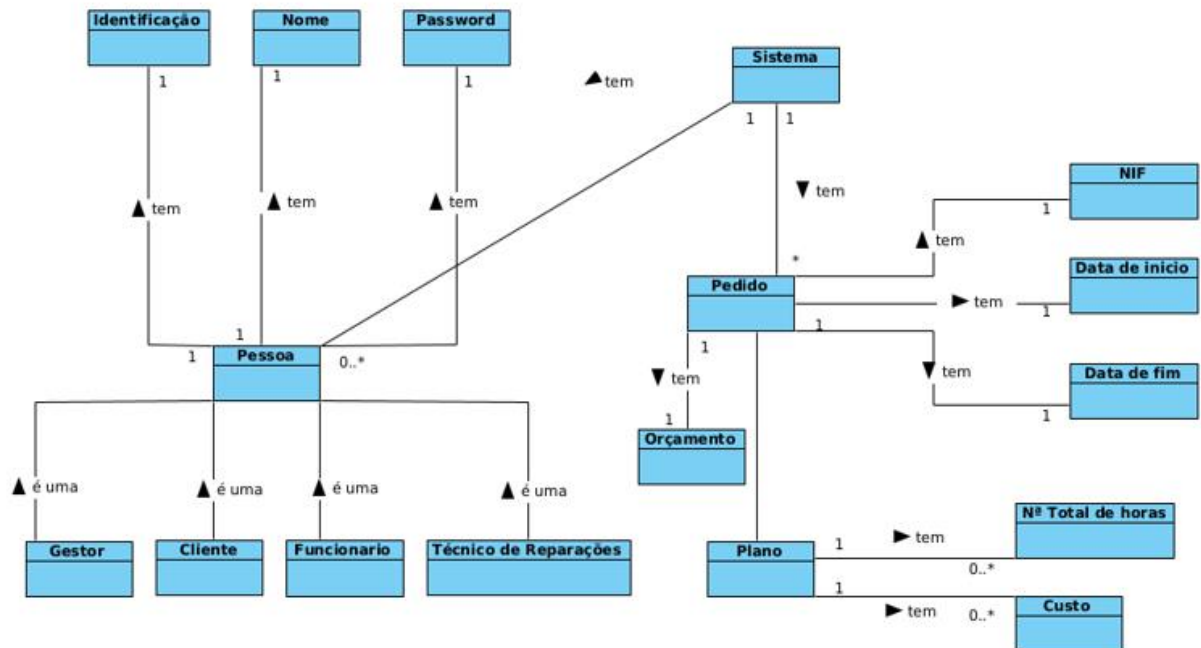 Identificação
Nome
Password
Sistema
1
1
1
tem
1
1
NIF
tem
tem
tem
tem
1
tem
Data de inicio
*
Pedido
tem
1
1
1
1
Pessoa
0..*
1
tem
tem
Data de fim
1
1
Orçamento
é uma
é uma
é uma
é uma
Nº Total de horas
Gestor
Cliente
Funcionario
Técnico de Reparações
Plano
1
tem
0..*
1
tem
0..*
Custo